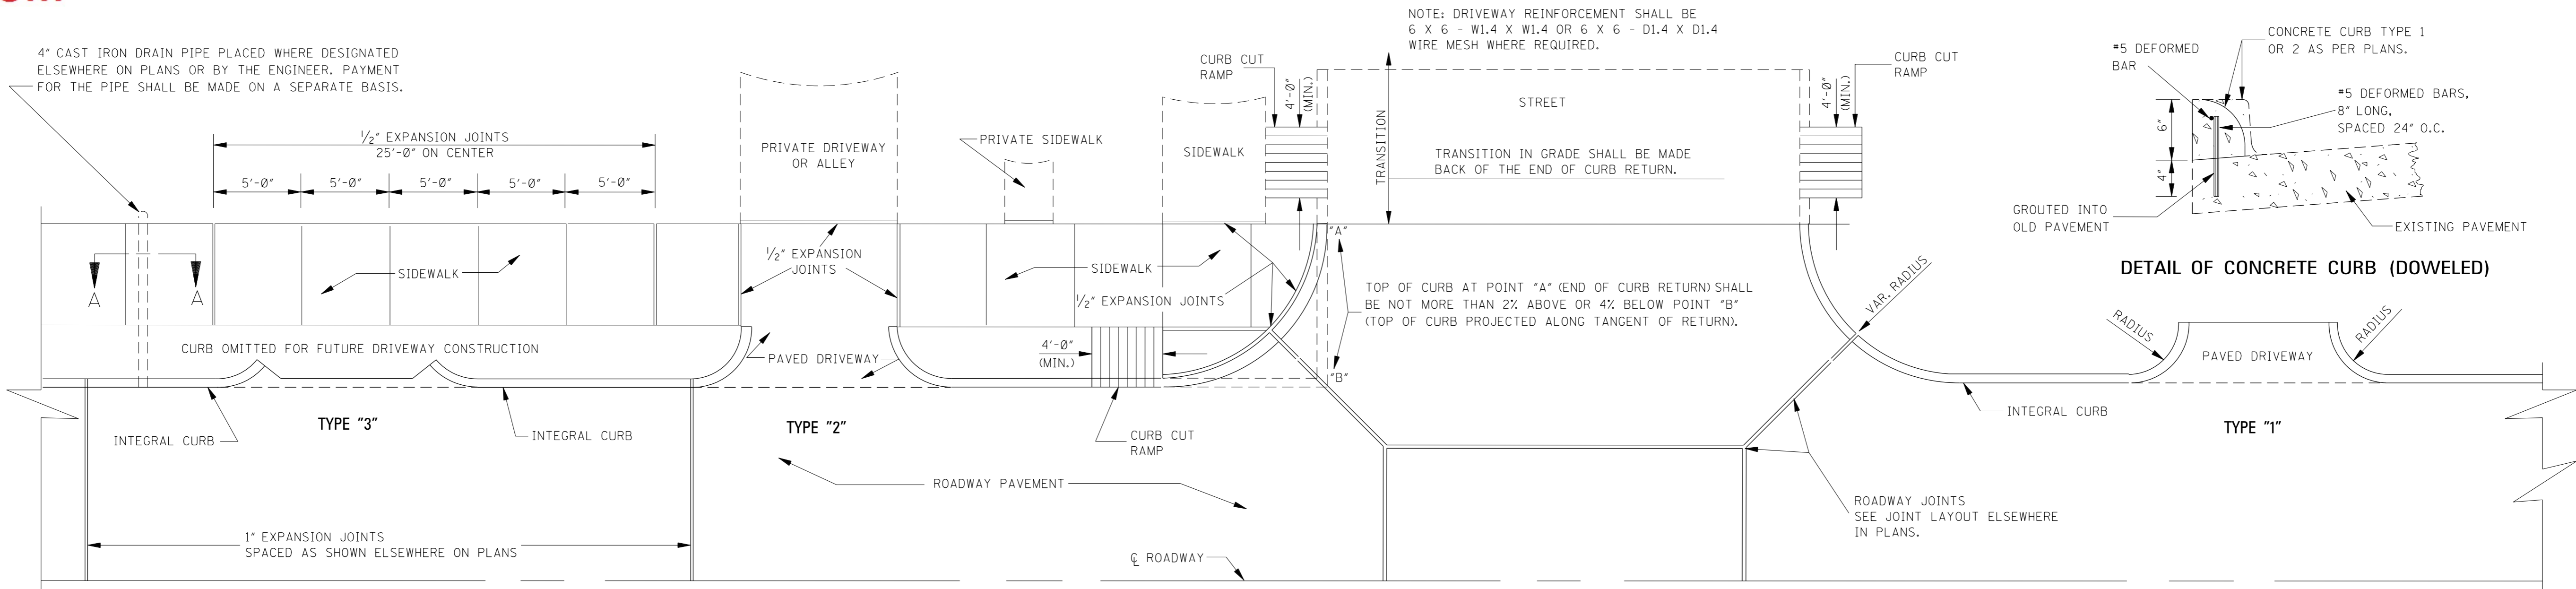 4" CAST IRON DRAIN PIPE PLACED WHERE DESIGNATED
ELSEWHERE ON PLANS OR BY THE ENGINEER. PAYMENT
FOR THE PIPE SHALL BE MADE ON A SEPARATE BASIS.
1/2" EXPANSION JOINTS
25'-0" ON CENTER
5'-0"
5'-0"
5'-0"
5'-0"
5'-0"
PRIVATE DRIVEWAY
OR ALLEY
PRIVATE SIDEWALK
SIDEWALK
CURB CUT
RAMP
4'-0"
(MIN.)
NOTE: DRIVEWAY REINFORCEMENT SHALL BE
6 X 6 - W1.4 X W1.4 OR 6 X 6 - D1.4 X D1.4
WIRE MESH WHERE REQUIRED.
TRANSITION
STREET
TRANSITION IN GRADE SHALL BE MADE
BACK OF THE END OF CURB RETURN.
4'-0"
(MIN.)
CURB CUT
RAMP
#5 DEFORMED
BAR
CONCRETE CURB TYPE 1
OR 2 AS PER PLANS.
#5 DEFORMED BARS,
8" LONG,
SPACED 24" O.C.
6"
4"
GROUTED INTO
OLD PAVEMENT
EXISTING PAVEMENT
DETAIL OF CONCRETE CURB (DOWELED)
A
A
SIDEWALK
1/2" EXPANSION
JOINTS
SIDEWALK
1/2" EXPANSION JOINTS
"A"
TOP OF CURB AT POINT "A" (END OF CURB RETURN) SHALL
BE NOT MORE THAN 2% ABOVE OR 4% BELOW POINT "B"
(TOP OF CURB PROJECTED ALONG TANGENT OF RETURN).
"B"
VAR. RADIUS
RADIUS
RADIUS
PAVED DRIVEWAY
CURB OMITTED FOR FUTURE DRIVEWAY CONSTRUCTION
PAVED DRIVEWAY
4'-0"
(MIN.)
INTEGRAL CURB
TYPE "3"
INTEGRAL CURB
TYPE "2"
CURB CUT
RAMP
INTEGRAL CURB
TYPE "1"
ROADWAY PAVEMENT
ROADWAY JOINTS
SEE JOINT LAYOUT ELSEWHERE
IN PLANS.
1" EXPANSION JOINTS
SPACED AS SHOWN ELSEWHERE ON PLANS
℄ ROADWAY